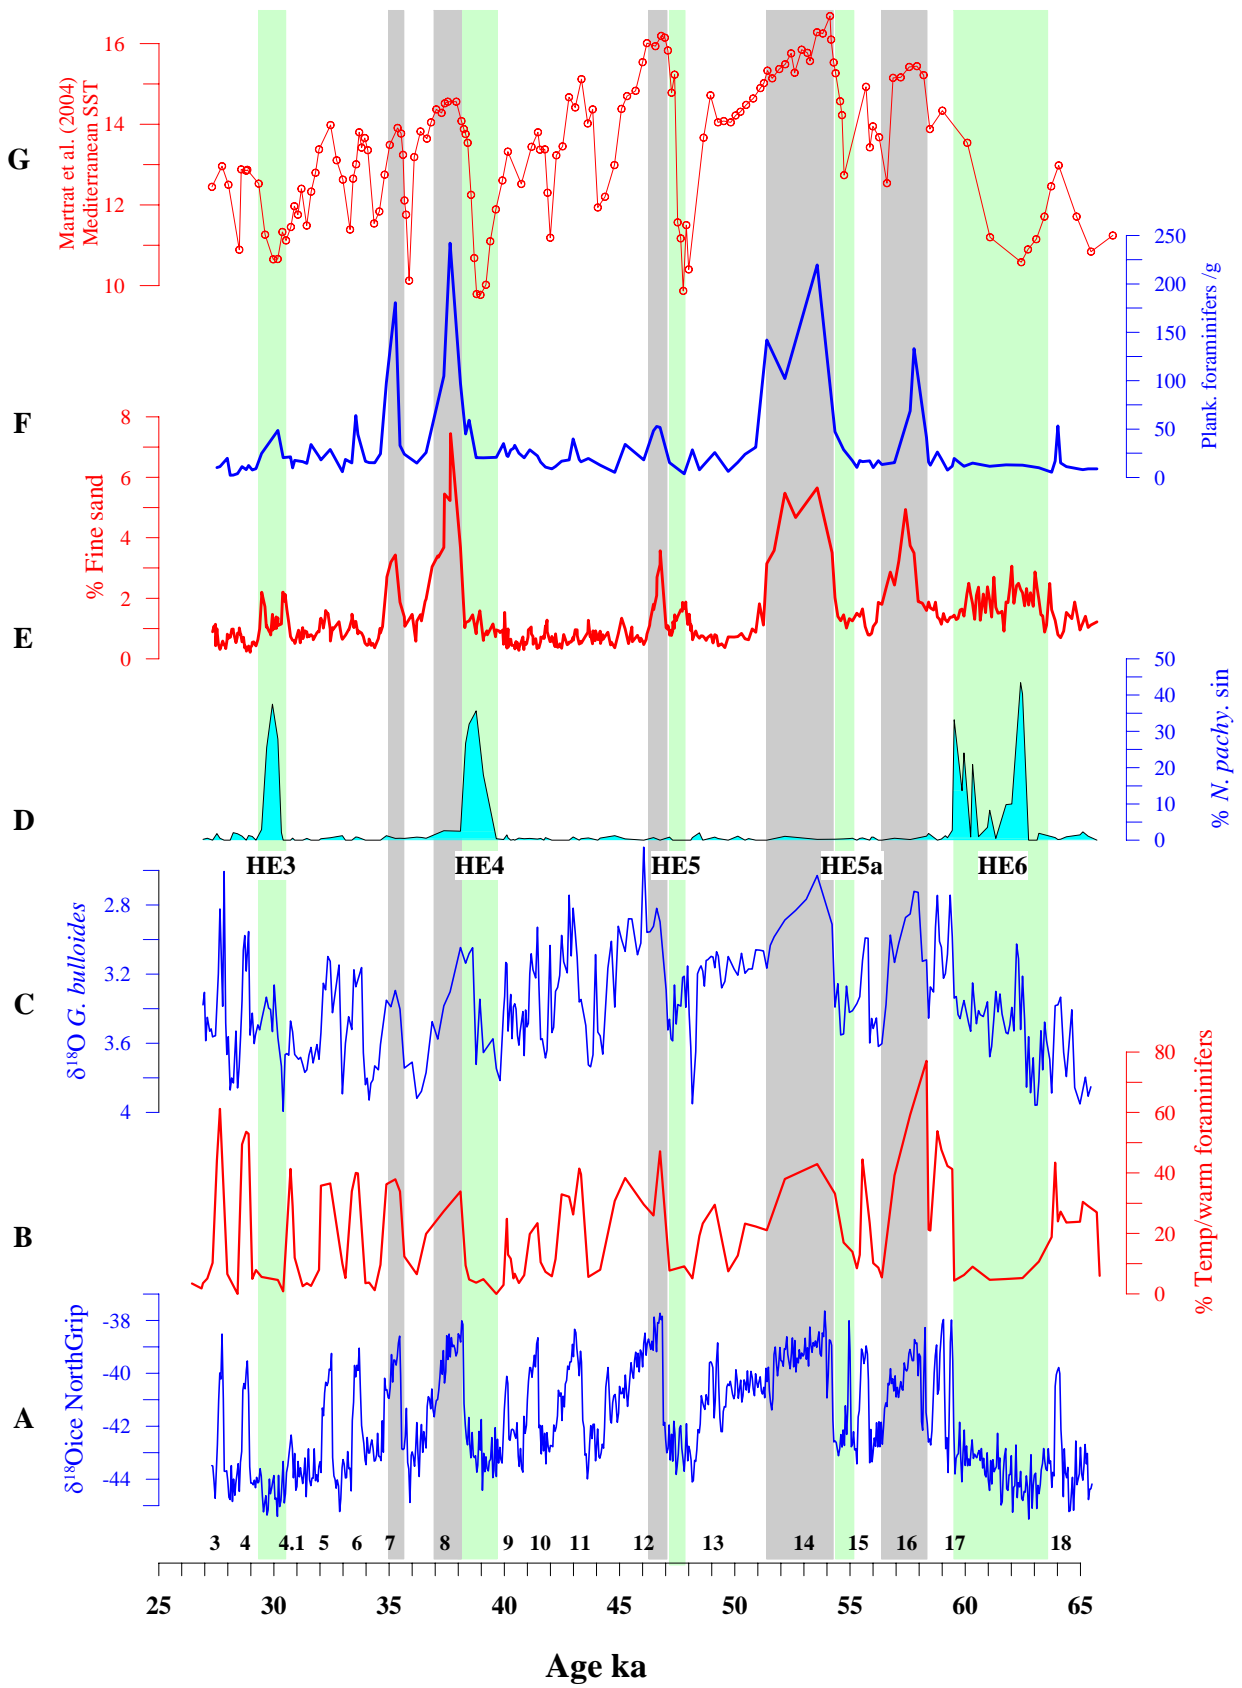 G
Martrat et al. (2004)
Mediterranean SST
16
14
12
10
250
200
150
100
50
0
Plank. foraminifers /g
F
8
6
4
2
0
% Fine sand
E
50
40
30
20
10
0
% N. pachy. sin
D
HE3
HE4
HE5
HE5a
HE6
2.8
3.2
3.6
4
δ18O G. bulloides
C
80
60
40
20
0
% Temp/warm foraminifers
B
-38
-40
-42
-44
δ18Oice NorthGrip
A
3 4 4.1 5 6 7 8 9 10 11 12 13 14 15 16 17 18
25 30 35 40 45 50 55 60 65
Age ka